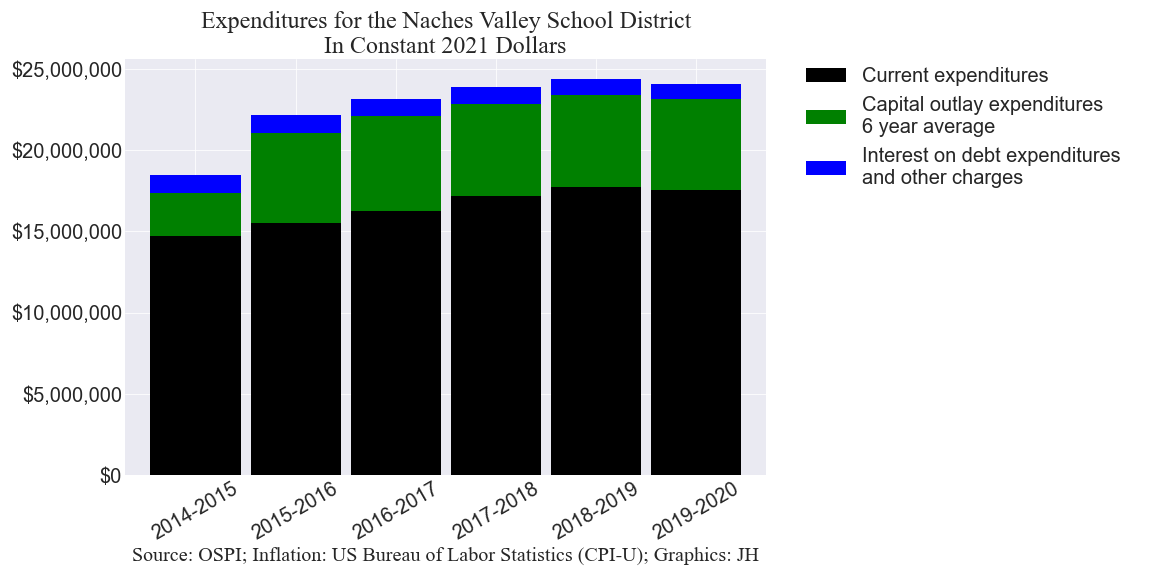 Expenditures for the Naches Valley School District
In Constant 2021 Dollars
$25,000,000
$20,000,000
$15,000,000
$10,000,000
$5,000,000
$0
2014-2015
2015-2016
2016-2017
2017-2018
2018-2019
2019-2020
Current expenditures
Capital outlay expenditures
6 year average
Interest on debt expenditures
and other charges
Source: OSPI; Inflation: US Bureau of Labor Statistics (CPI-U); Graphics: JH